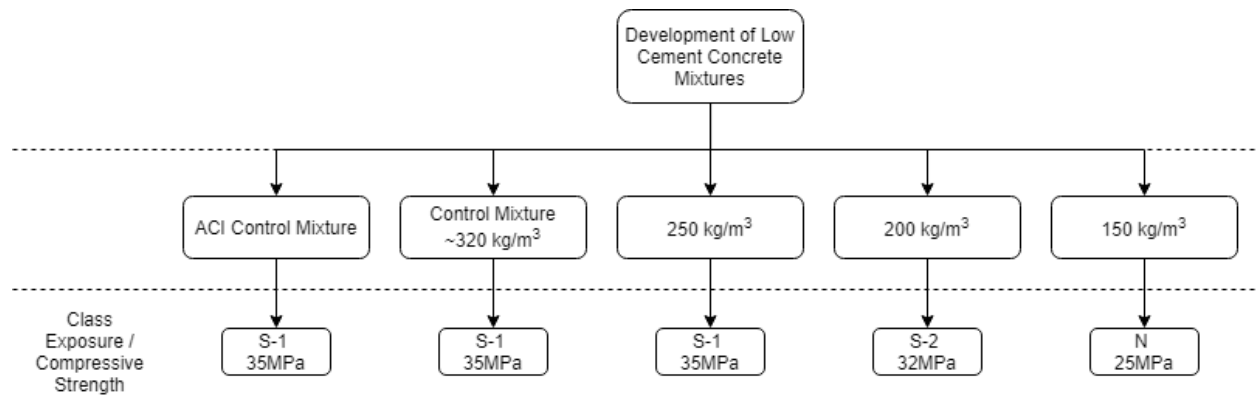 Development of Low
Cement Concrete
Mixtures
ACI Control Mixture
Control Mixture
~320 kg/m³
250 kg/m³
200 kg/m³
150 kg/m³
Class
Exposure /
Compressive
Strength
S-1
35MPa
S-1
35MPa
S-1
35MPa
S-2
32MPa
N
25MPa